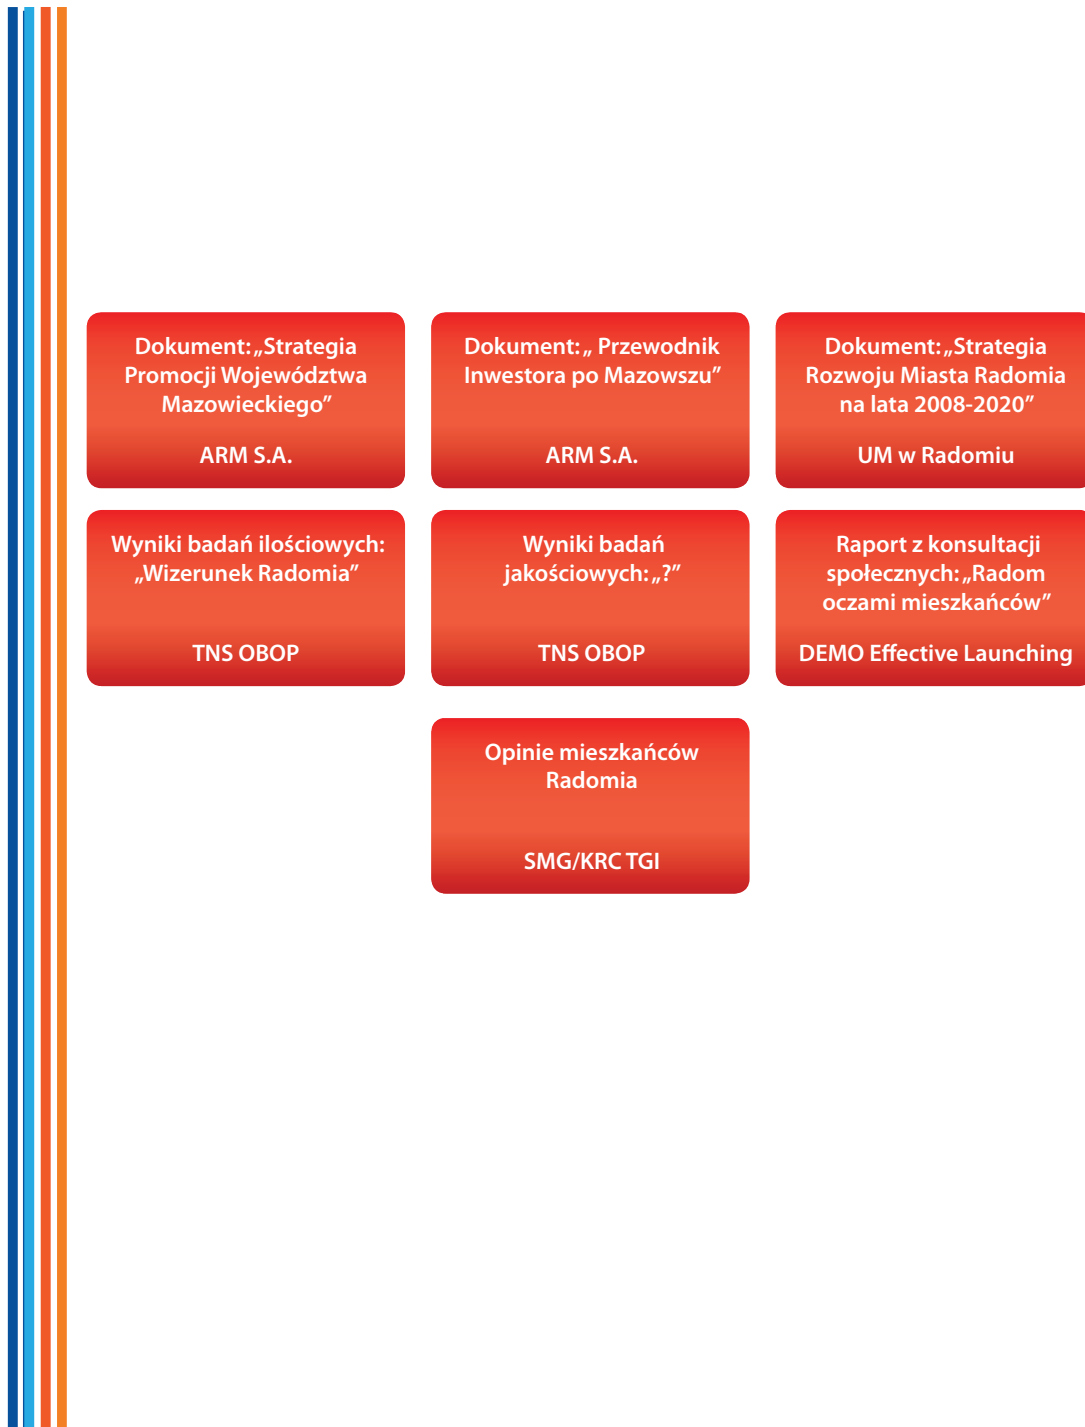 Dokument: „Strategia
Promocji Województwa
Mazowieckiego”
ARM S.A.
Dokument: „ Przewodnik
Inwestora po Mazowszu”
ARM S.A.
Dokument: „Strategia
Rozwoju Miasta Radomia
na lata 2008-2020”
UM w Radomiu
Wyniki badań ilościowych:
„Wizerunek Radomia”
TNS OBOP
Wyniki badań
jakościowych: „?”
TNS OBOP
Raport z konsultacji
społecznych: „Radom
oczami mieszkańców”
DEMO Effective Launching
Opinie mieszkańców
Radomia
SMG/KRC TGI